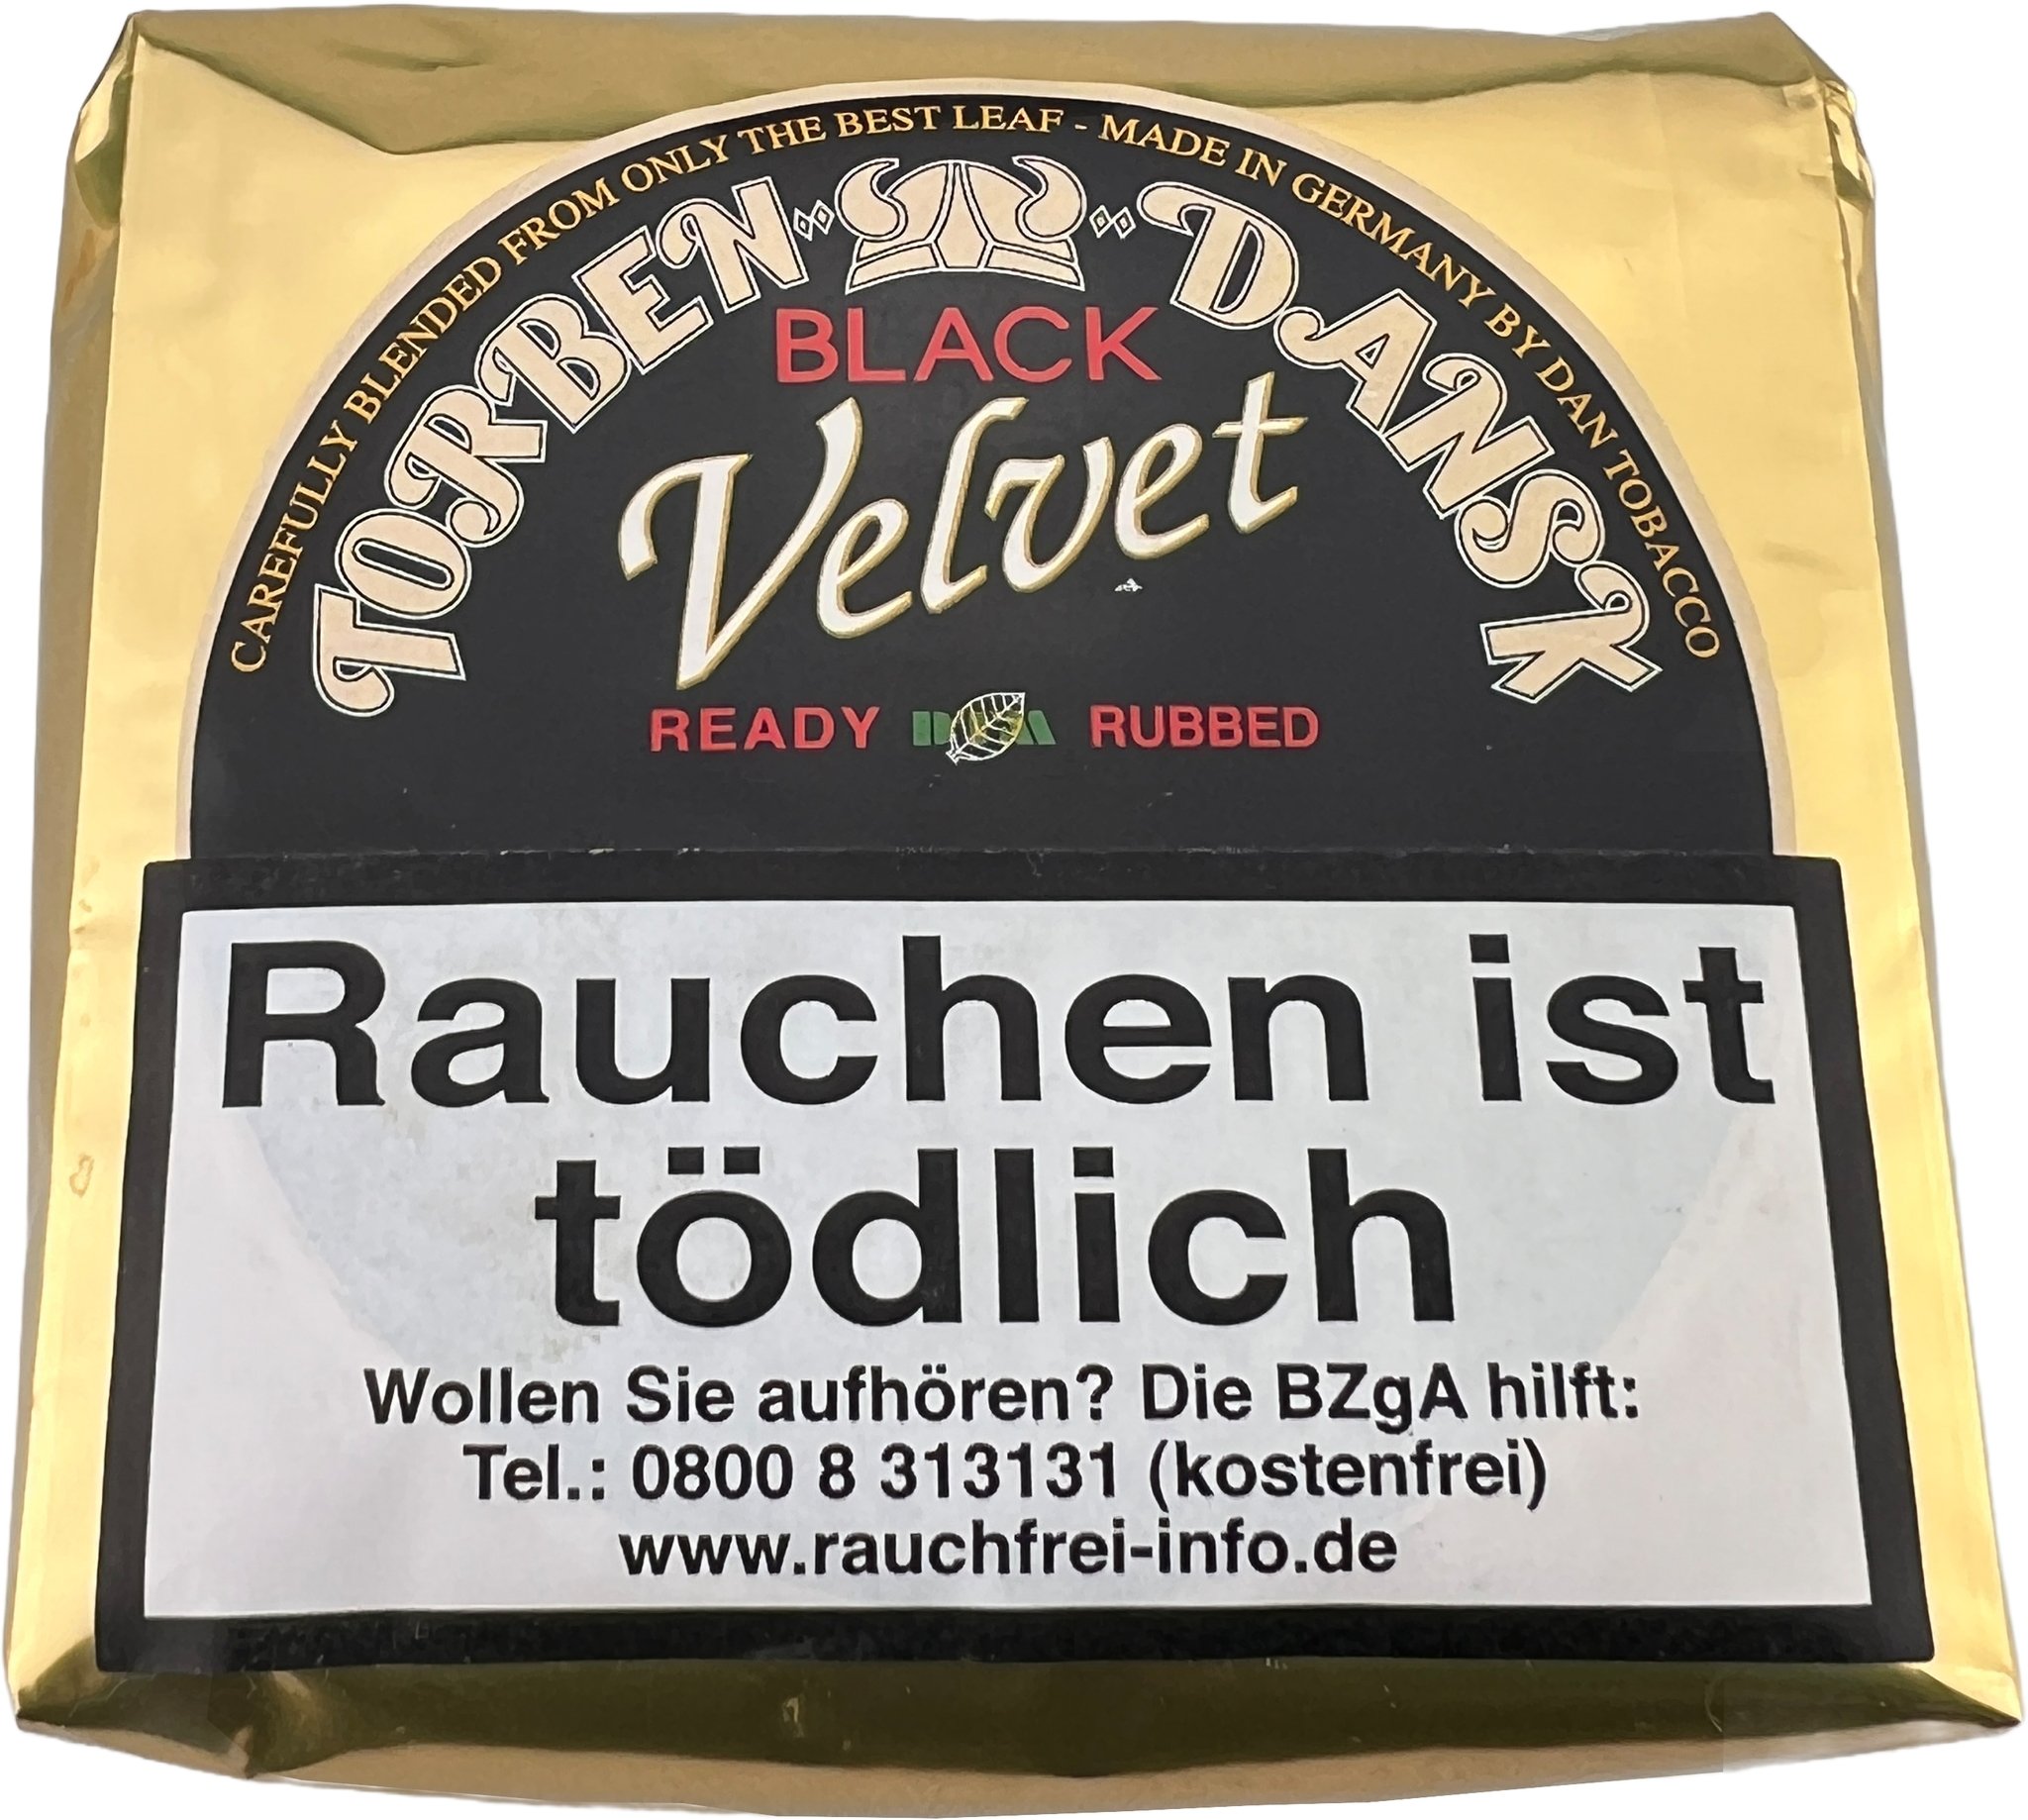 CAREFULLY BLENDED FROM ONLY THE BEST LEAF - MADE IN GERMANY BY DAN TOBACCO
TORBEN DANSK
BLACK
Velvet
READY RUBBED
Rauchen ist
tödlich
Wollen Sie aufhören? Die BZgA hilft:
Tel.: 0800 8 313131 (kostenfrei)
www.rauchfrei-info.de